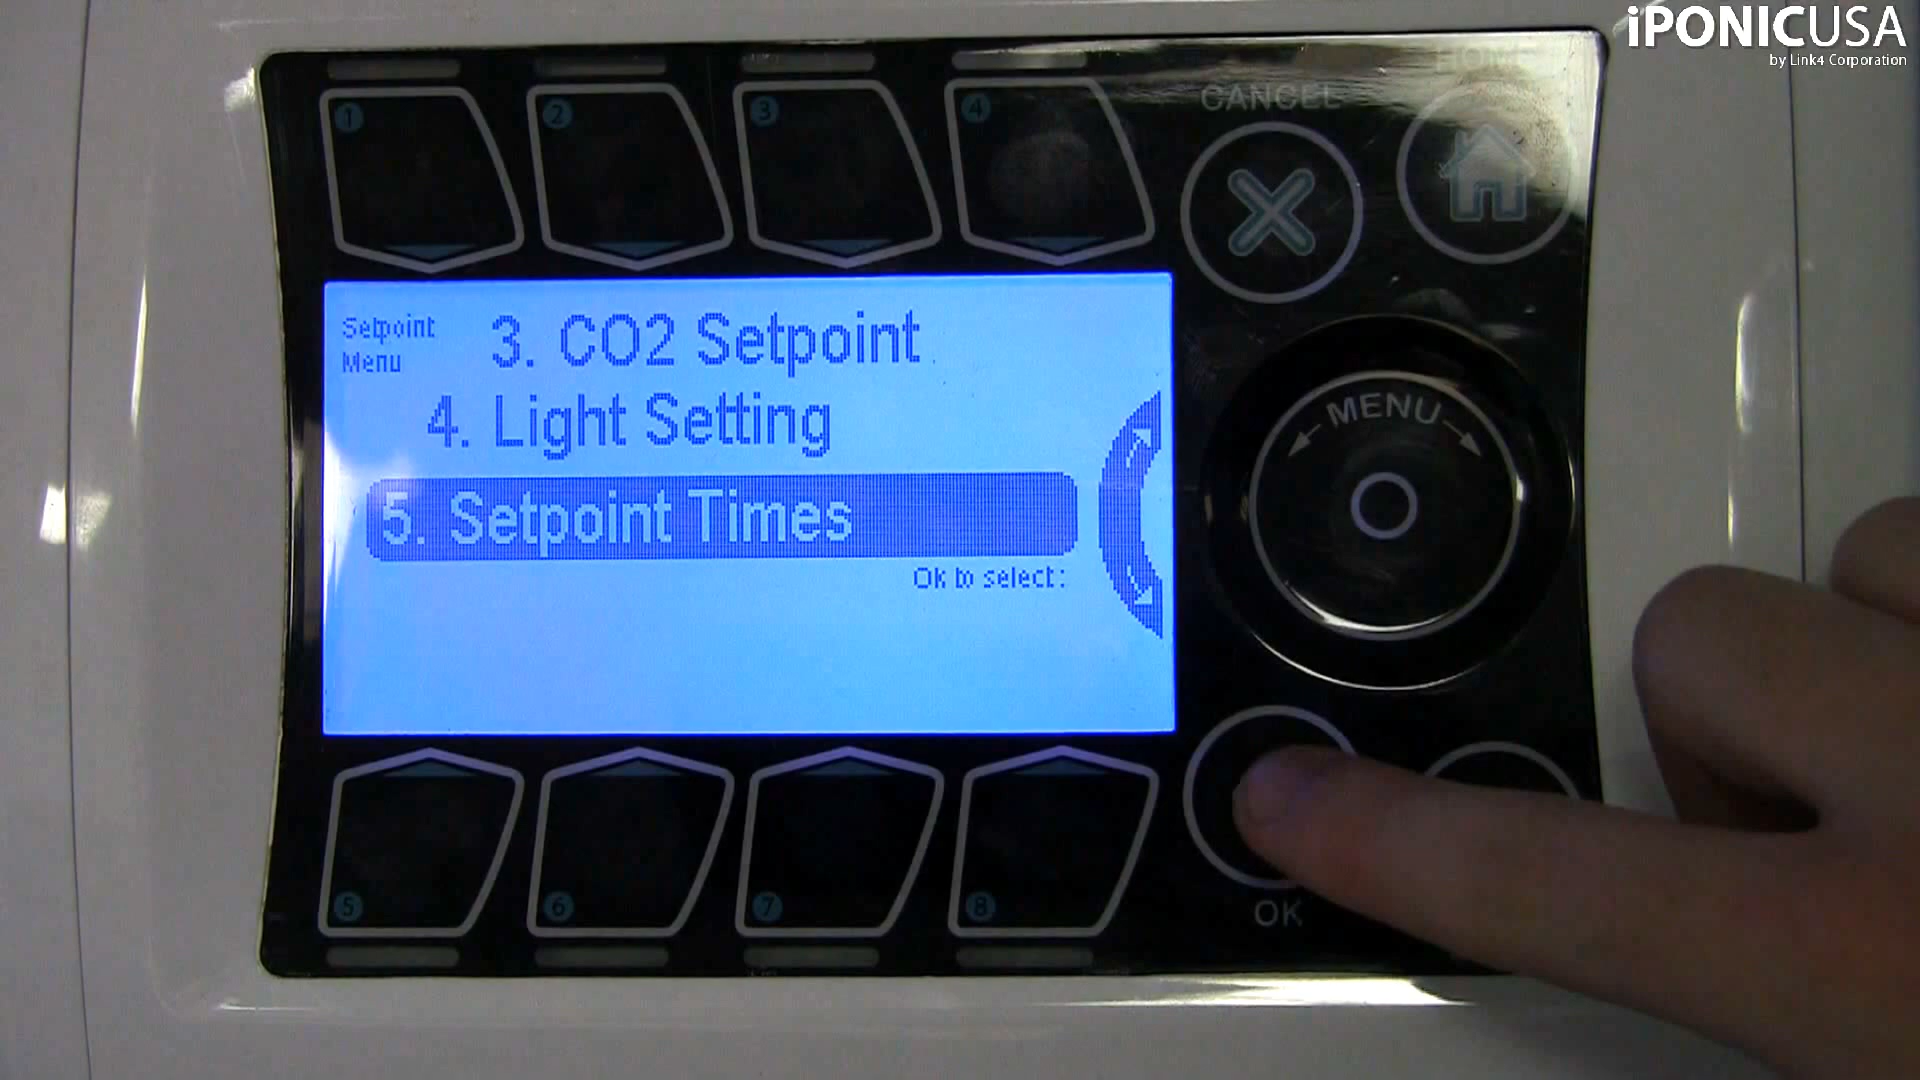 iPONICUSA
by Link4 Corporation
HOME
1
2
3
4
CANCEL
Setpoint
Menu
3. CO2 Setpoint
4. Light Setting
5. Setpoint Times
Ok to select:
MENU
5
6
7
8
OK